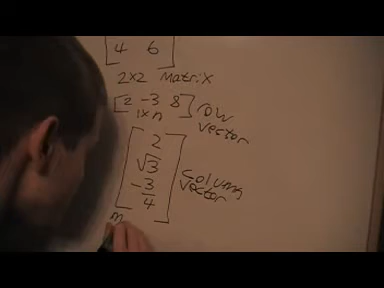 4 6
2x2 Matrix
[2 -3 8] row
1xn vector
2
√3 column
-3/4 vector
m